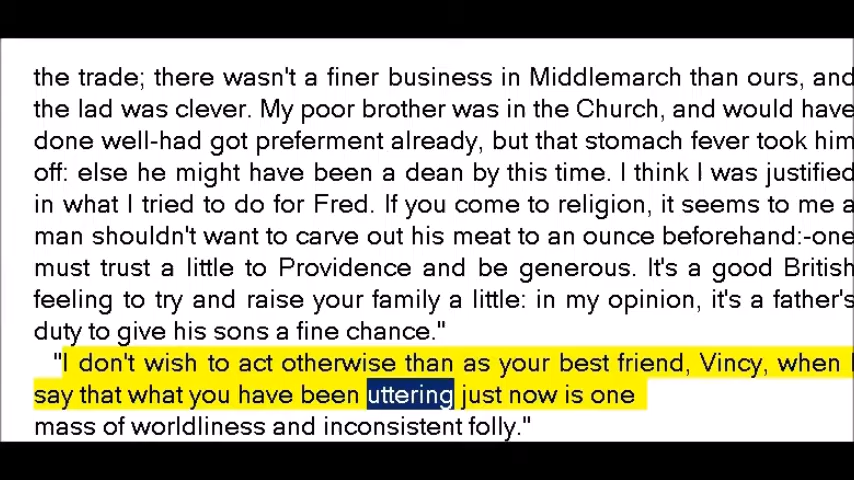 the trade; there wasn't a finer business in Middlemarch than ours, and
the lad was clever. My poor brother was in the Church, and would have
done well-had got preferment already, but that stomach fever took him
off: else he might have been a dean by this time. I think I was justified
in what I tried to do for Fred. If you come to religion, it seems to me a
man shouldn't want to carve out his meat to an ounce beforehand:-one
must trust a little to Providence and be generous. It's a good British
feeling to try and raise your family a little: in my opinion, it's a father's
duty to give his sons a fine chance."
"I don't wish to act otherwise than as your best friend, Vincy, when I
say that what you have been uttering just now is one
mass of worldliness and inconsistent folly."